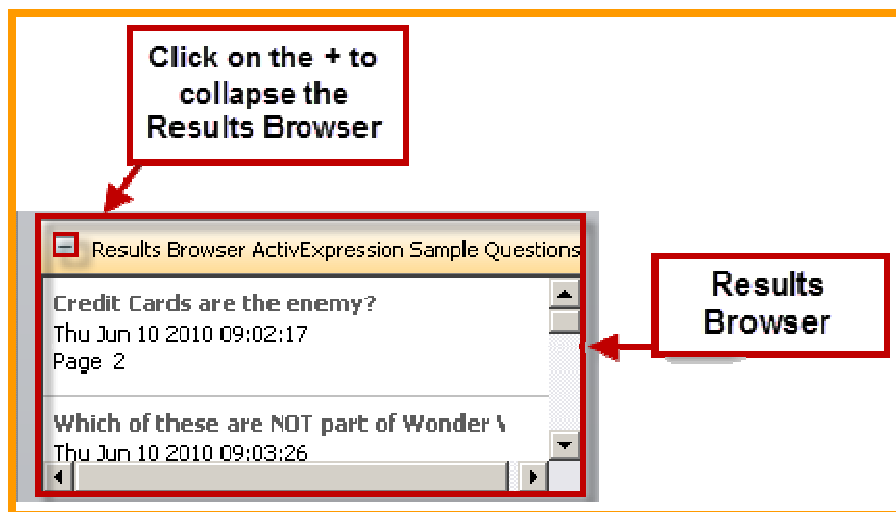 Click on the + to
collapse the
Results Browser
Results Browser ActivExpression Sample Questions
Credit Cards are the enemy?
Thu Jun 10 2010 09:02:17
Page 2
Which of these are NOT part of Wonder
Thu Jun 10 2010 09:03:26
Results
Browser